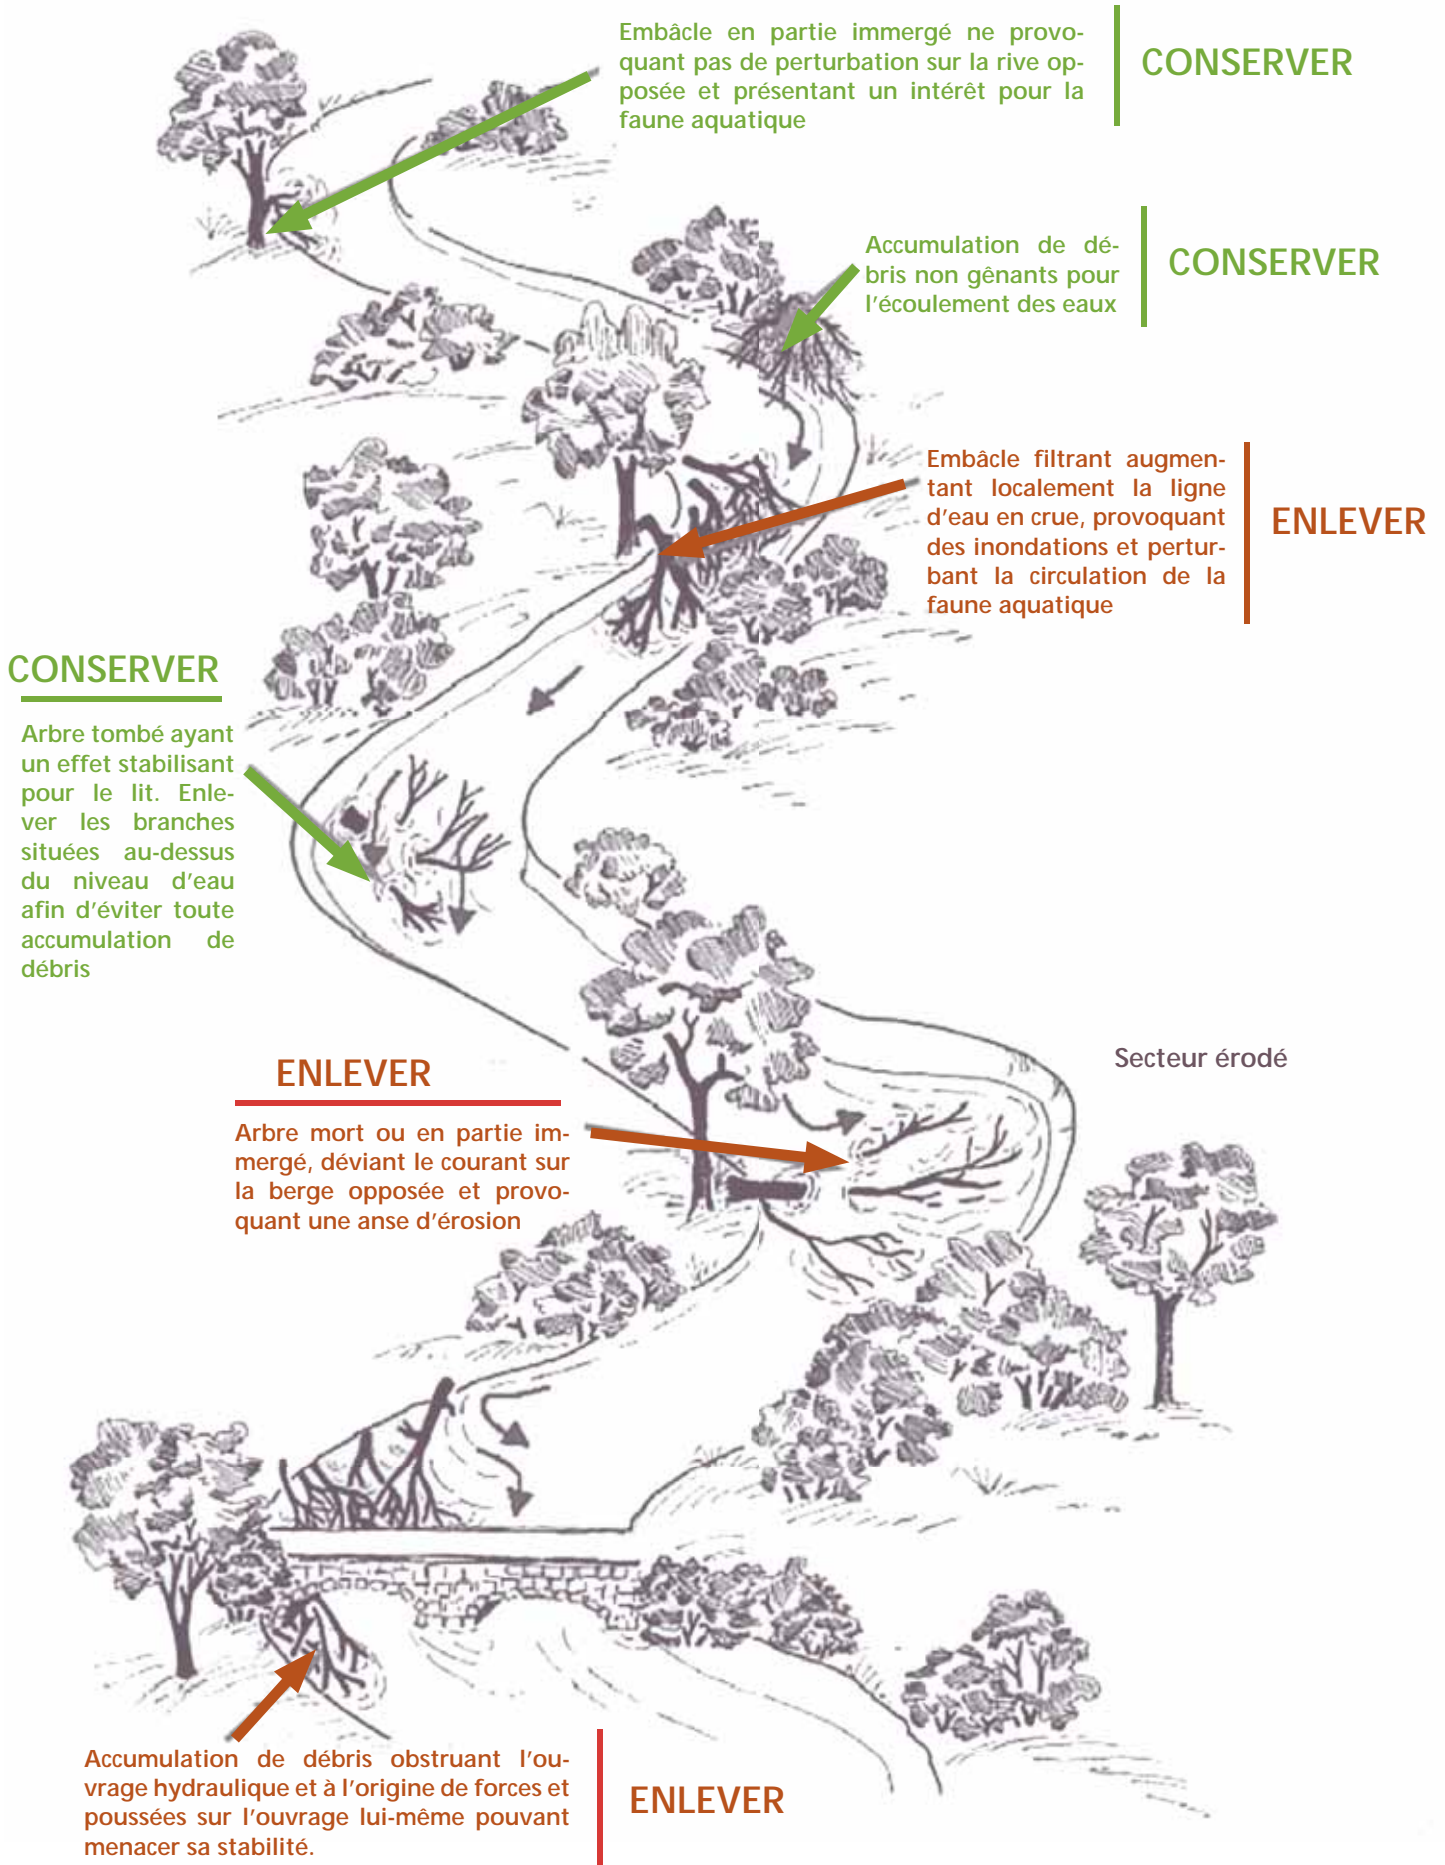 Embâcle en partie immergé ne provo-
quant pas de perturbation sur la rive op-
posée et présentant un intérêt pour la
faune aquatique
CONSERVER
Accumulation de dé-
bris non gênants pour
l'écoulement des eaux
CONSERVER
Embâcle filtrant augmen-
tant localement la ligne
d'eau en crue, provoquant
des inondations et pertur-
bant la circulation de la
faune aquatique
ENLEVER
CONSERVER
Arbre tombé ayant
un effet stabilisant
pour le lit. Enle-
ver les branches
situées au-dessus
du niveau d'eau
afin d'éviter toute
accumulation de
débris
Secteur érodé
ENLEVER
Arbre mort ou en partie im-
mergé, déviant le courant sur
la berge opposée et provo-
quant une anse d'érosion
Accumulation de débris obstruant l'ou-
vrage hydraulique et à l'origine de forces et
poussées sur l'ouvrage lui-même pouvant
menacer sa stabilité.
ENLEVER